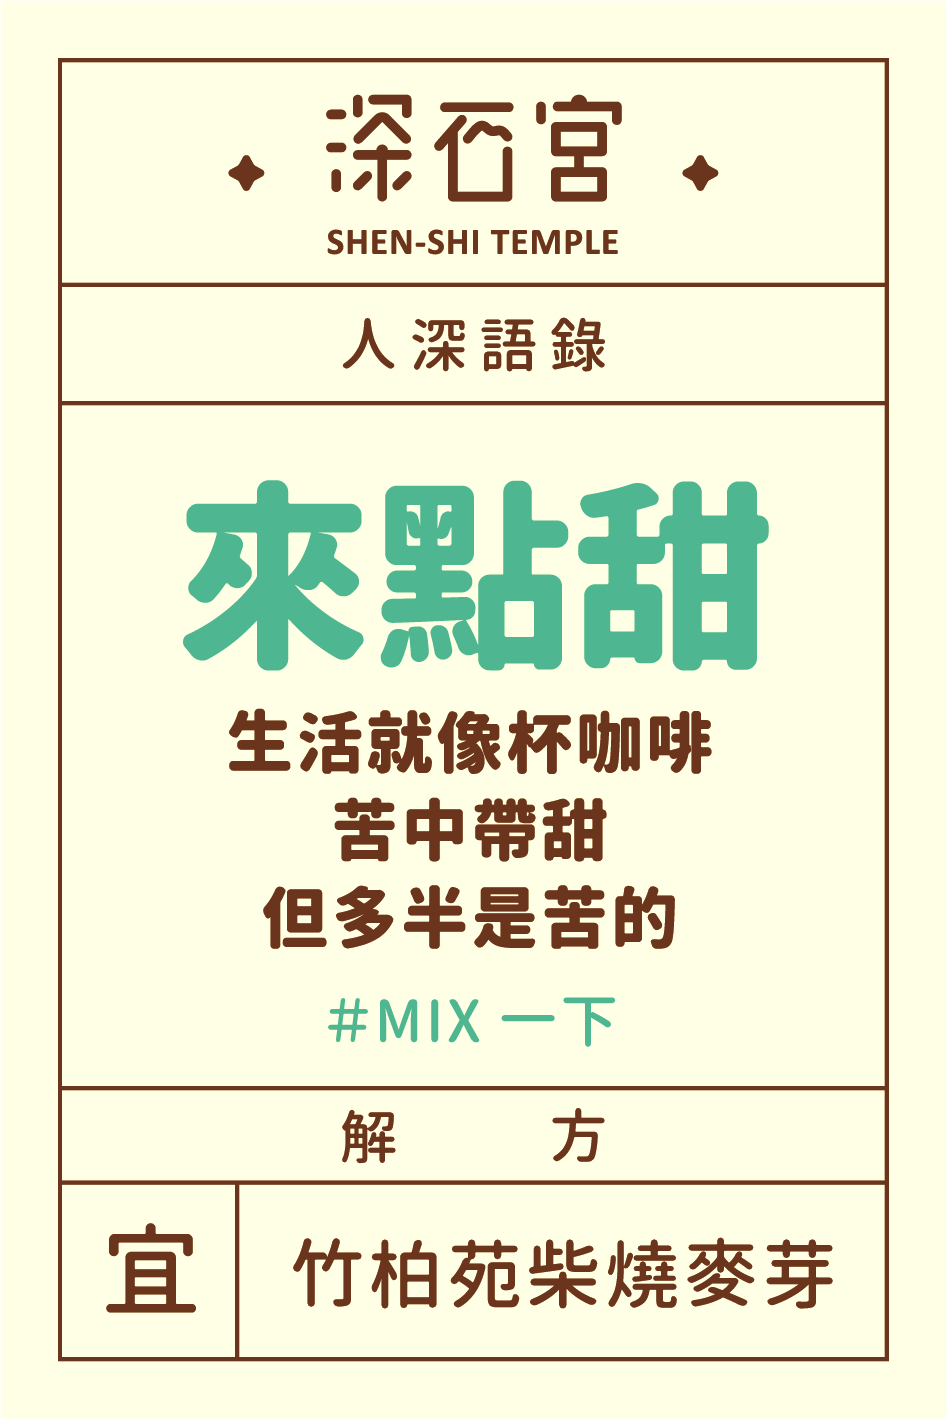 深石宮
SHEN-SHI TEMPLE
人深語錄
來點甜
生活就像杯咖啡
苦中帶甜
但多半是苦的
#MIX 一下
解方
宜
竹柏苑柴燒麥芽